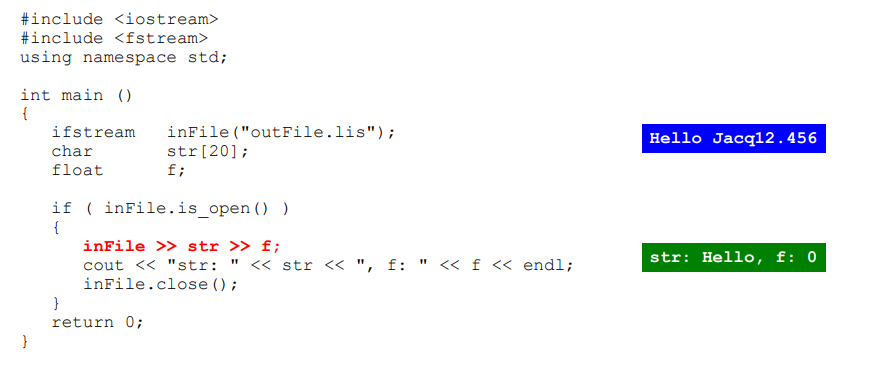 #include <iostream>
#include <fstream>
using namespace std;
int main ()
{
ifstream inFile("outFile.lis");
Hello Jacq12.456
char str[20];
float f;
if ( inFile.is_open() )
{
inFile >> str >> f;
cout << "str: " << str << ", f: " << f << endl;
str: Hello, f: 0
inFile.close();
}
return 0;
}